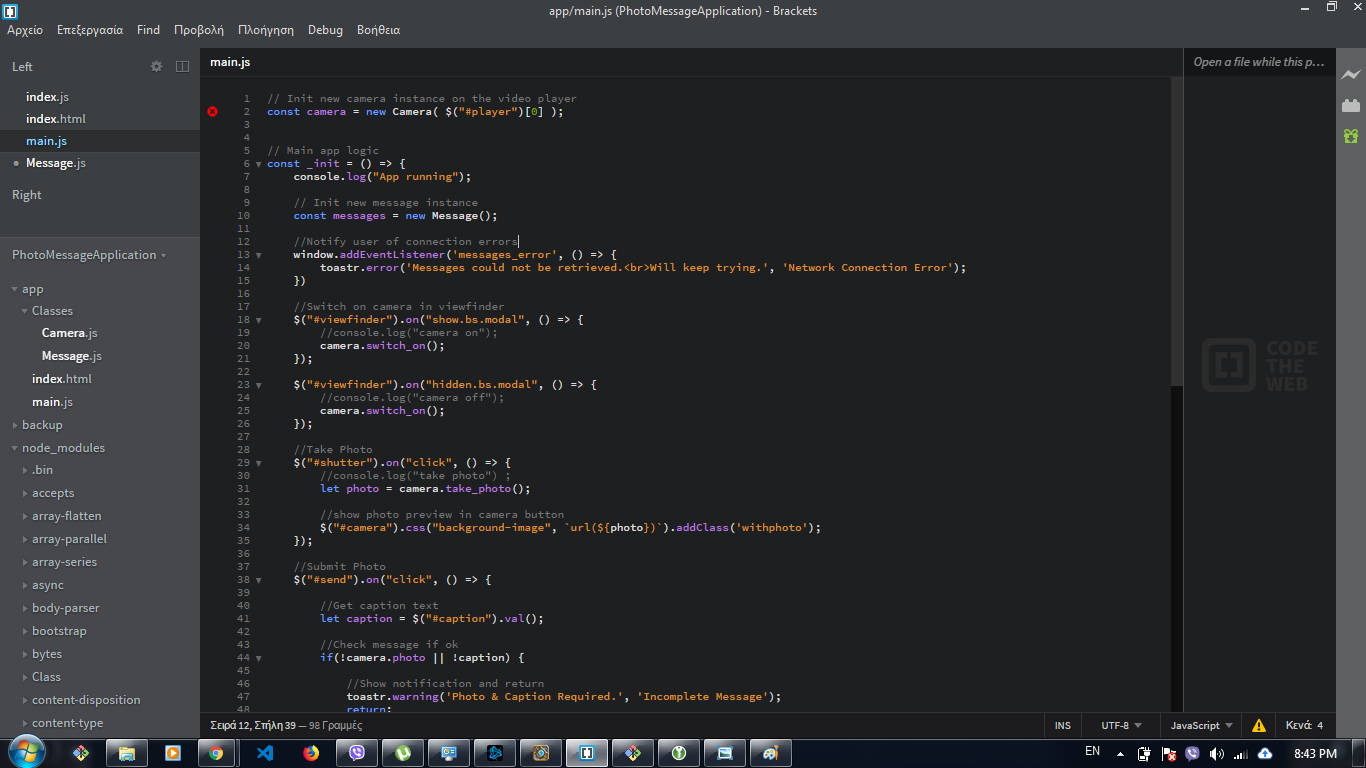 app/main.js (PhotoMessageApplication) - Brackets
Αρχείο Επεξεργασία Find Προβολή Πλοήγηση Debug Βοήθεια
Left
index.js
index.html
main.js
Message.js
Right
PhotoMessageApplication
app
Classes
Camera.js
Message.js
index.html
main.js
backup
node_modules
.bin
accepts
array-flatten
array-parallel
array-series
async
body-parser
bootstrap
bytes
Class
content-disposition
content-type
main.js
1 // Init new camera instance on the video player
2 const camera = new Camera( $("#player")[0] );
3
4
5 // Main app logic
6 const _init = () => {
7 console.log("App running");
8
9 // Init new message instance
10 const messages = new Message();
11
12 //Notify user of connection errors
13 window.addEventListener('messages_error', () => {
14 toastr.error('Messages could not be retrieved.<br>Will keep trying.', 'Network Connection Error');
15 })
16
17 //Switch on camera in viewfinder
18 $("#viewfinder").on("show.bs.modal", () => {
19 //console.log("camera on");
20 camera.switch_on();
21 });
22
23 $("#viewfinder").on("hidden.bs.modal", () => {
24 //console.log("camera off");
25 camera.switch_on();
26 });
27
28 //Take Photo
29 $("#shutter").on("click", () => {
30 //console.log("take photo") ;
31 let photo = camera.take_photo();
32
33 //show photo preview in camera button
34 $("#camera").css("background-image", `url(${photo})`).addClass('withphoto');
35 });
36
37 //Submit Photo
38 $("#send").on("click", () => {
39
40 //Get caption text
41 let caption = $("#caption").val();
42
43 //Check message if ok
44 if(!camera.photo || !caption) {
45
46 //Show notification and return
47 toastr.warning('Photo & Caption Required.', 'Incomplete Message');
48 return;
Open a file while this p...
CODE
THE
WEB
Σειρά 12, Στήλη 39 — 98 Γραμμές
INS UTF-8 JavaScript Κενά: 4
EN 8:43 PM